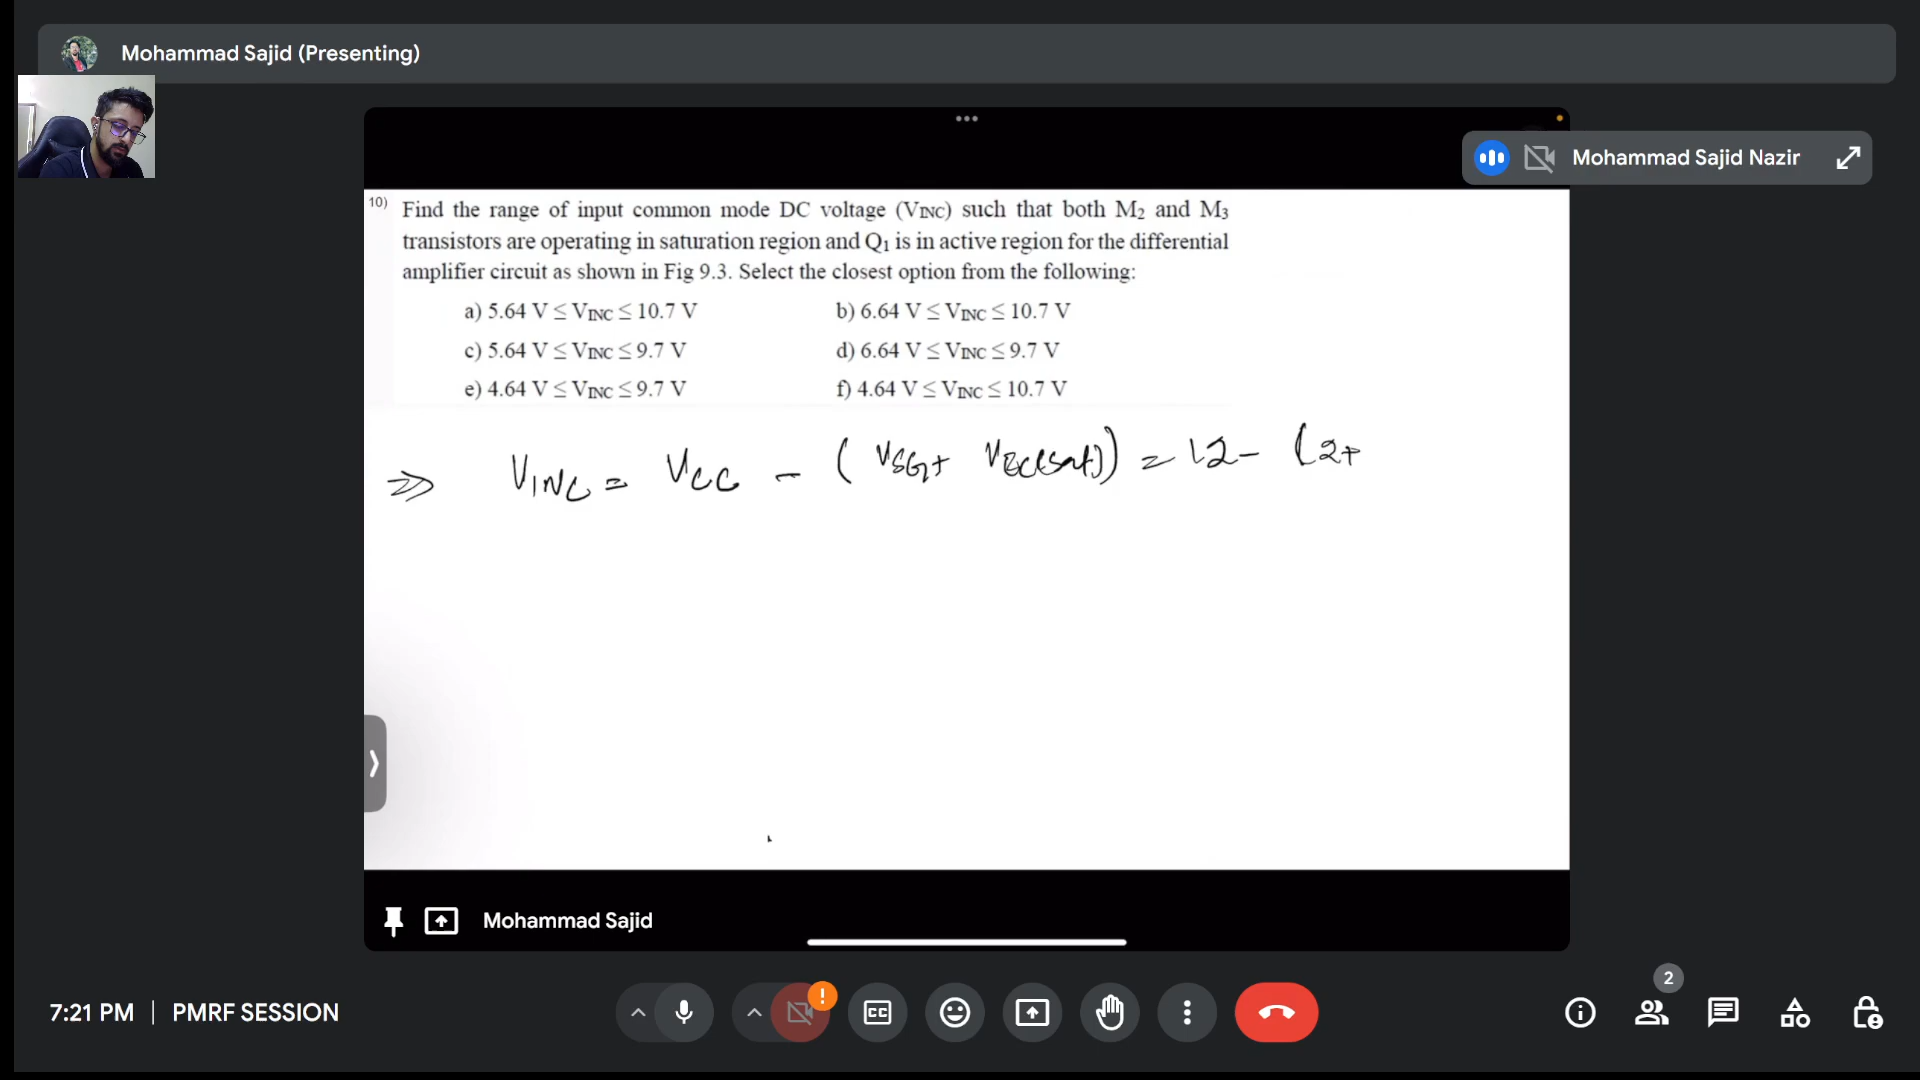 Mohammad Sajid (Presenting)
Mohammad Sajid Nazir
10) Find the range of input common mode DC voltage (VINC) such that both M2 and M3
transistors are operating in saturation region and Q1 is in active region for the differential
amplifier circuit as shown in Fig 9.3. Select the closest option from the following:
a) 5.64 V ≤ VINC ≤ 10.7 V b) 6.64 V ≤ VINC ≤ 10.7 V
c) 5.64 V ≤ VINC ≤ 9.7 V d) 6.64 V ≤ VINC ≤ 9.7 V
e) 4.64 V ≤ VINC ≤ 9.7 V f) 4.64 V ≤ VINC ≤ 10.7 V
⇒ VINC = VCC - ( VSG1 + VEC(sat)) = 12 - (2+
Mohammad Sajid
7:21 PM | PMRF SESSION
!
CC
2